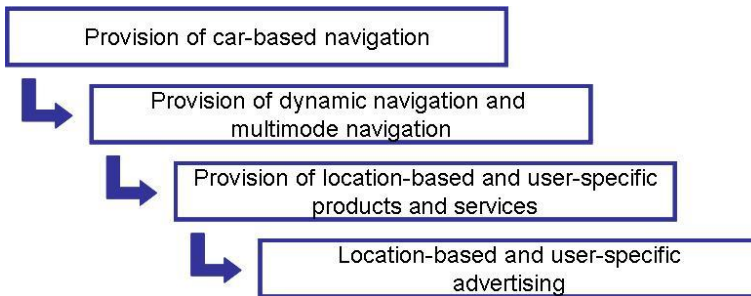 Provision of car-based navigation
Provision of dynamic navigation and
multimode navigation
Provision of location-based and user-specific
products and services
Location-based and user-specific
advertising